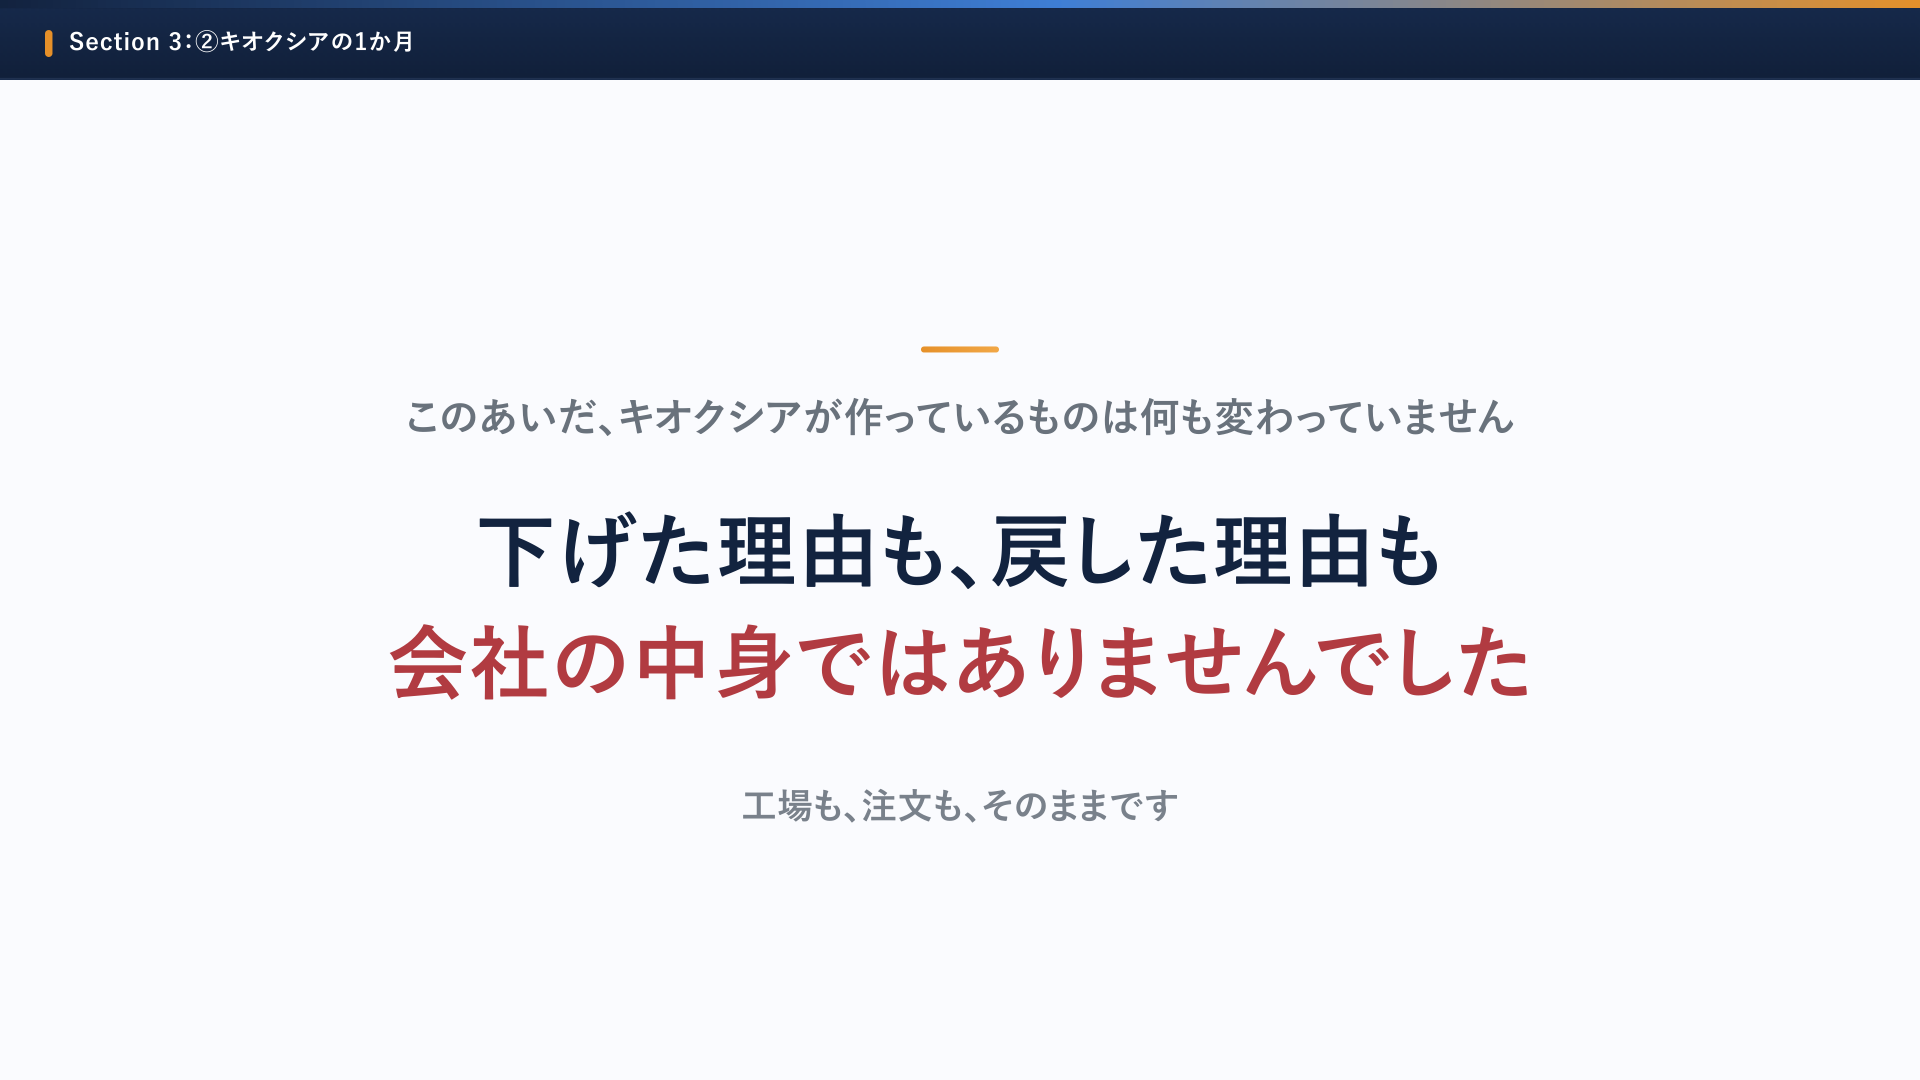 Section 3：②キオクシアの1か月
このあいだ、キオクシアが作っているものは何も変わっていません
下げた理由も、戻した理由も
会社の中身ではありませんでした
工場も、注文も、そのままです